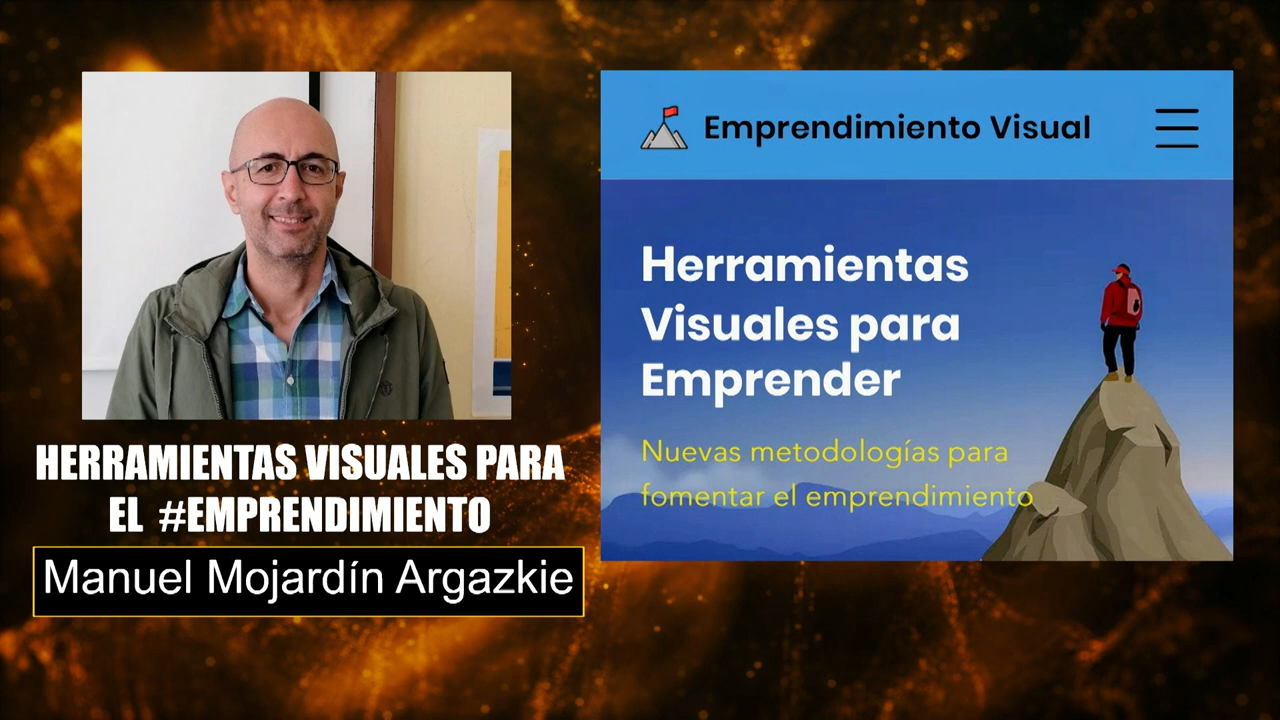 HERRAMIENTAS VISUALES PARA
EL #EMPRENDIMIENTO
Manuel Mojardín Argazkie
Emprendimiento Visual
Herramientas
Visuales para
Emprender
Nuevas metodologías para
fomentar el emprendimiento